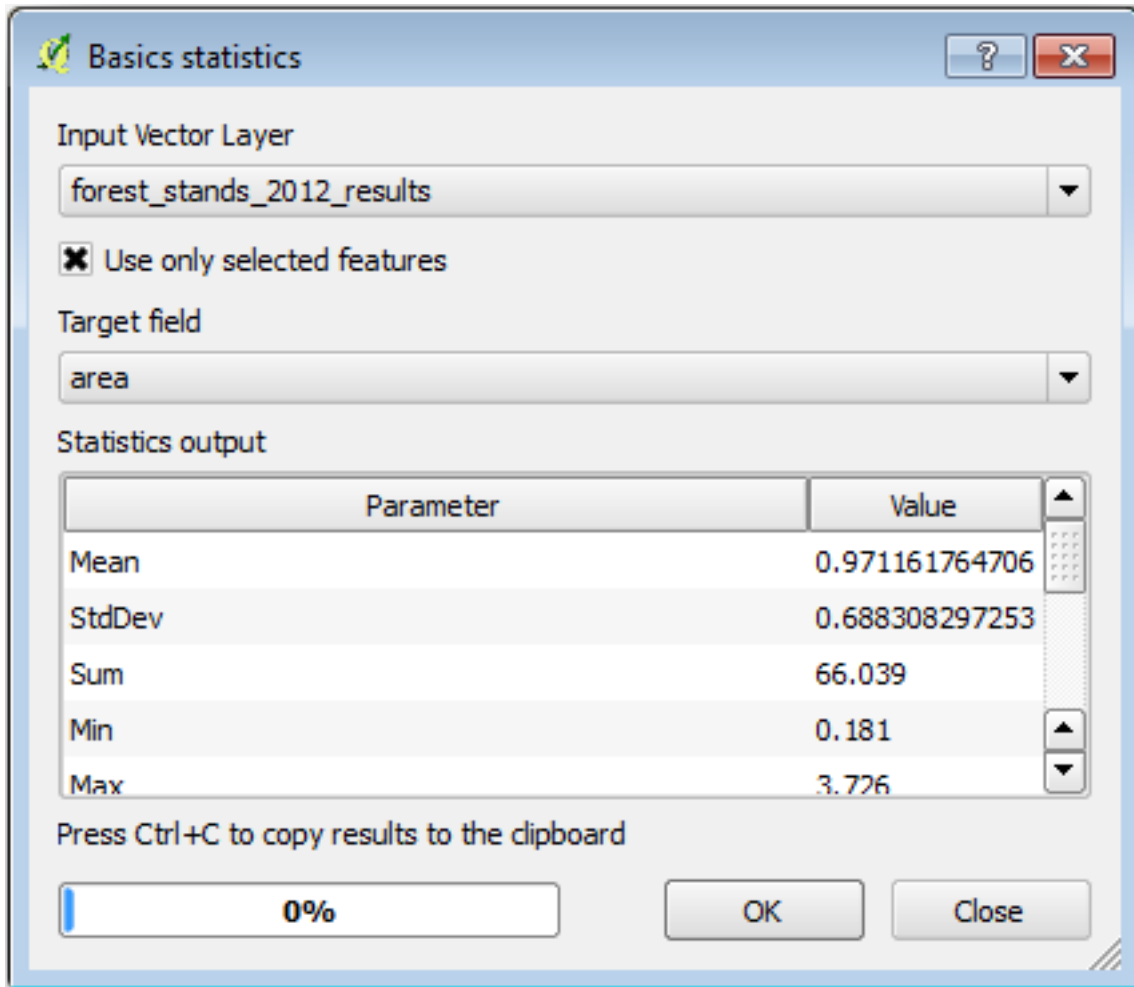 Basics statistics
Input Vector Layer
forest_stands_2012_results
Use only selected features
Target field
area
Statistics output
Parameter Value
Mean 0.971161764706
StdDev 0.688308297253
Sum 66.039
Min 0.181
Max 3.726
Press Ctrl+C to copy results to the clipboard
0% OK Close